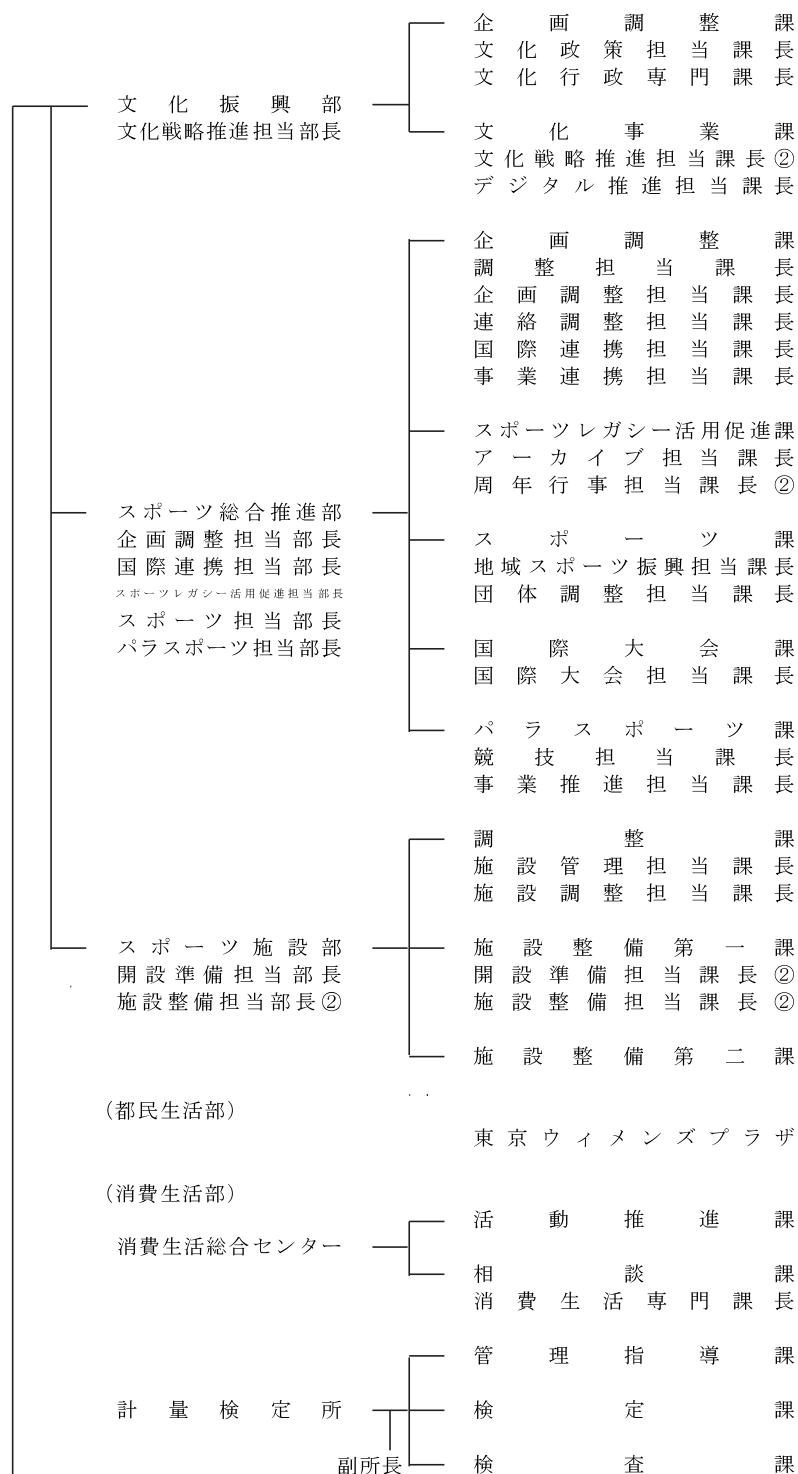 企画調整課
文化政策担当課長
文化行政専門課長
文化振興部
文化戦略推進担当部長
文化事業課
文化戦略推進担当課長②
デジタル推進担当課長
企画調整課
調整担当課長
企画調整担当課長
連絡調整担当課長
国際連携担当課長
事業連携担当課長
スポーツレガシー活用促進課
アーカイブ担当課長
周年行事担当課長②
スポーツ総合推進部
企画調整担当部長
国際連携担当部長
スポーツレガシー活用促進担当部長
スポーツ担当部長
パラスポーツ担当部長
スポーツ課
地域スポーツ振興担当課長
団体調整担当課長
国際大会課
国際大会担当課長
パラスポーツ課
競技担当課長
事業推進担当課長
調整課
施設管理担当課長
施設調整担当課長
スポーツ施設部
開設準備担当部長
施設整備担当部長②
施設整備第一課
開設準備担当課長②
施設整備担当課長②
施設整備第二課
（都民生活部）
東京ウィメンズプラザ
（消費生活部）
活動推進課
消費生活総合センター
相談課
消費生活専門課長
管理指導課
計量検定所
検定課
副所長
検査課